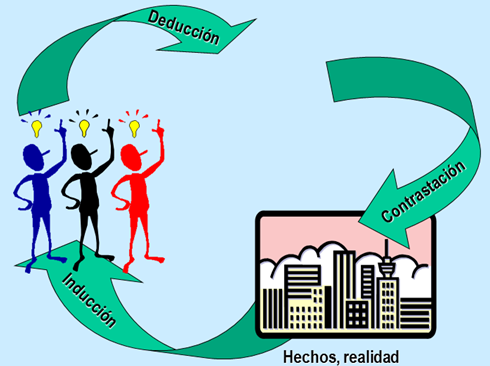 Deducción
Contrastación
Inducción
Hechos, realidad